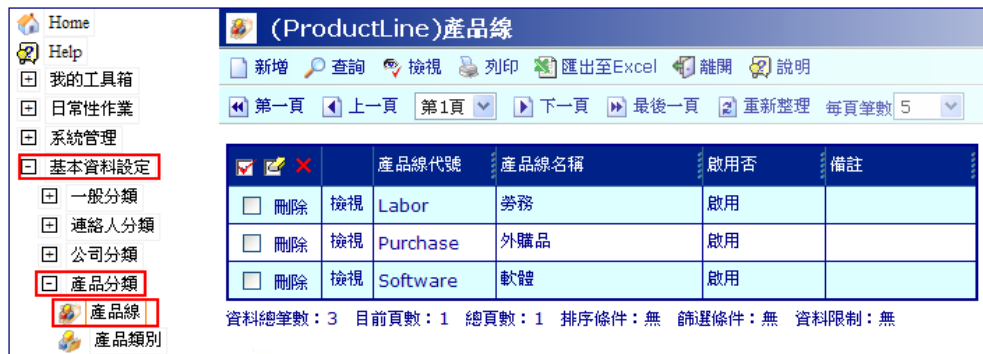 Home
Help
我的工具箱
日常性作業
系統管理
基本資料設定
一般分類
連絡人分類
公司分類
產品分類
產品線
產品類別
(ProductLine)產品線
新增 查詢 檢視 列印 匯出至Excel 離開 說明
第一頁 上一頁 第1頁 下一頁 最後一頁 重新整理 每頁筆數 5
產品線代號 產品線名稱 啟用否 備註
刪除 檢視 Labor 勞務 啟用
刪除 檢視 Purchase 外購品 啟用
刪除 檢視 Software 軟體 啟用
資料總筆數：3 目前頁數：1 總頁數：1 排序條件：無 篩選條件：無 資料限制：無